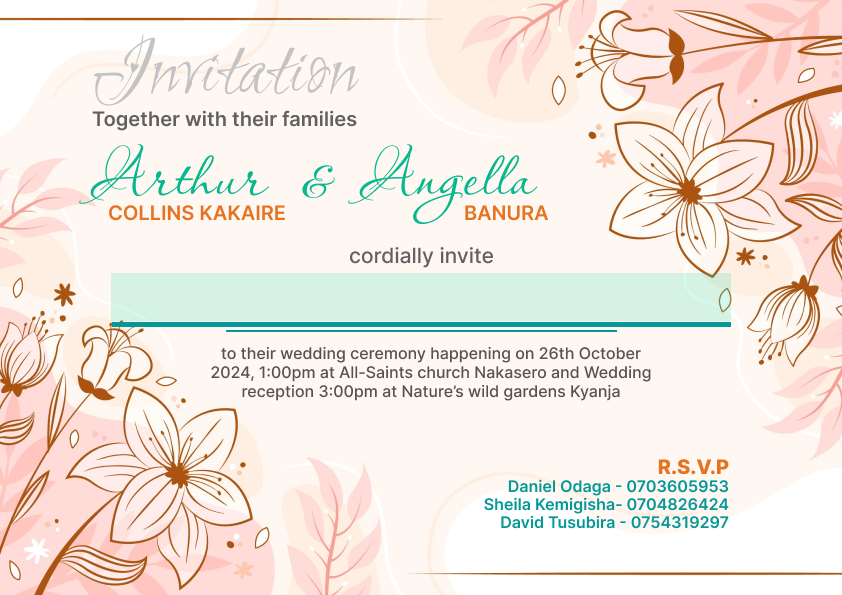 Invitation
Together with their families
Arthur & Angella
COLLINS KAKAIRE BANURA
cordially invite
to their wedding ceremony happening on 26th October
2024, 1:00pm at All-Saints church Nakasero and Wedding
reception 3:00pm at Nature’s wild gardens Kyanja
R.S.V.P
Daniel Odaga - 0703605953
Sheila Kemigisha- 0704826424
David Tusubira - 0754319297